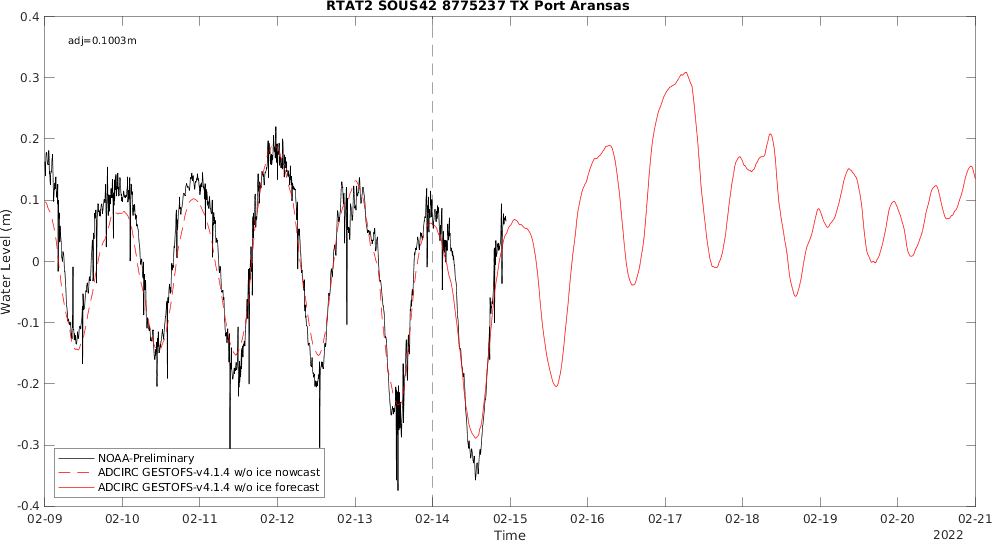 RTAT2 SOUS42 8775237 TX Port Aransas
adj=0.1003m
0.4
0.3
0.2
0.1
0
-0.1
-0.2
-0.3
-0.4
Water Level (m)
NOAA-Preliminary
ADCIRC GESTOFS-v4.1.4 w/o ice nowcast
ADCIRC GESTOFS-v4.1.4 w/o ice forecast
02-09 02-10 02-11 02-12 02-13 02-14 02-15 02-16 02-17 02-18 02-19 02-20 02-21
Time
2022